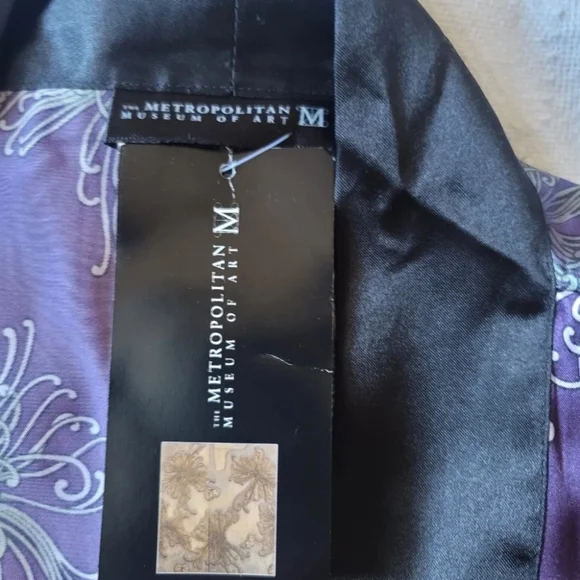 THE METROPOLITAN
MUSEUM OF ART M
THE METROPOLITAN
MUSEUM OF ART M